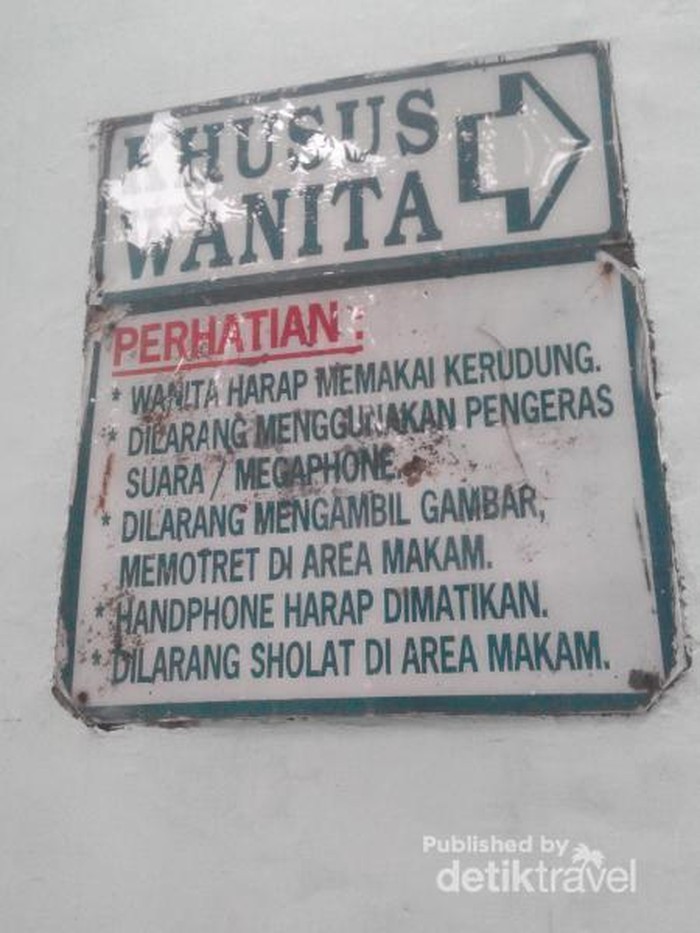 KHUSUS
WANITA
PERHATIAN :
* WANITA HARAP MEMAKAI KERUDUNG.
* DILARANG MENGGUNAKAN PENGERAS
SUARA / MEGAPHONE.
* DILARANG MENGAMBIL GAMBAR,
MEMOTRET DI AREA MAKAM.
* HANDPHONE HARAP DIMATIKAN.
* DILARANG SHOLAT DI AREA MAKAM.
Published by
detiktravel